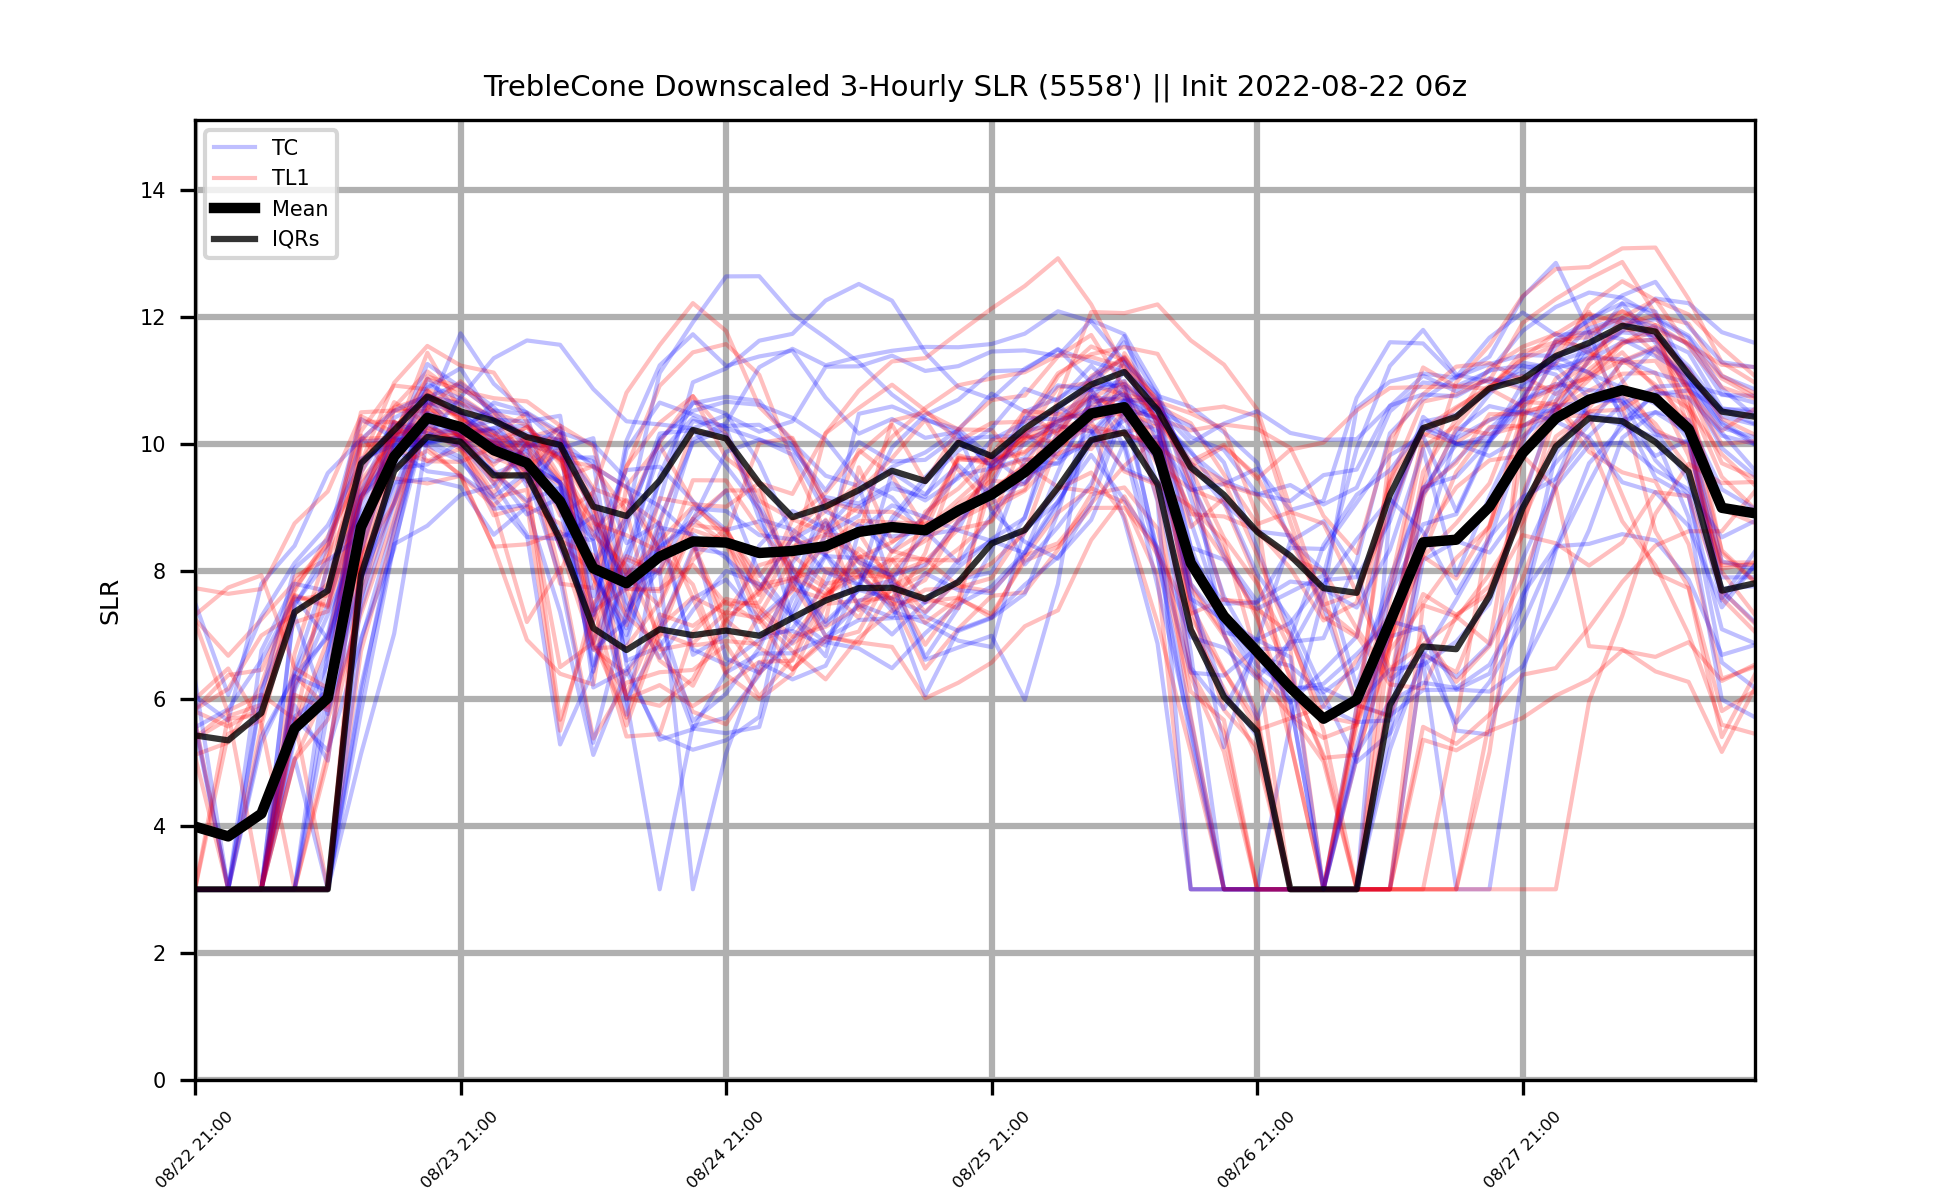 TrebleCone Downscaled 3-Hourly SLR (5558') || Init 2022-08-22 06z
TC
TL1
Mean
IQRs
14
12
10
8
6
4
2
0
SLR
08/22 21:00
08/23 21:00
08/24 21:00
08/25 21:00
08/26 21:00
08/27 21:00